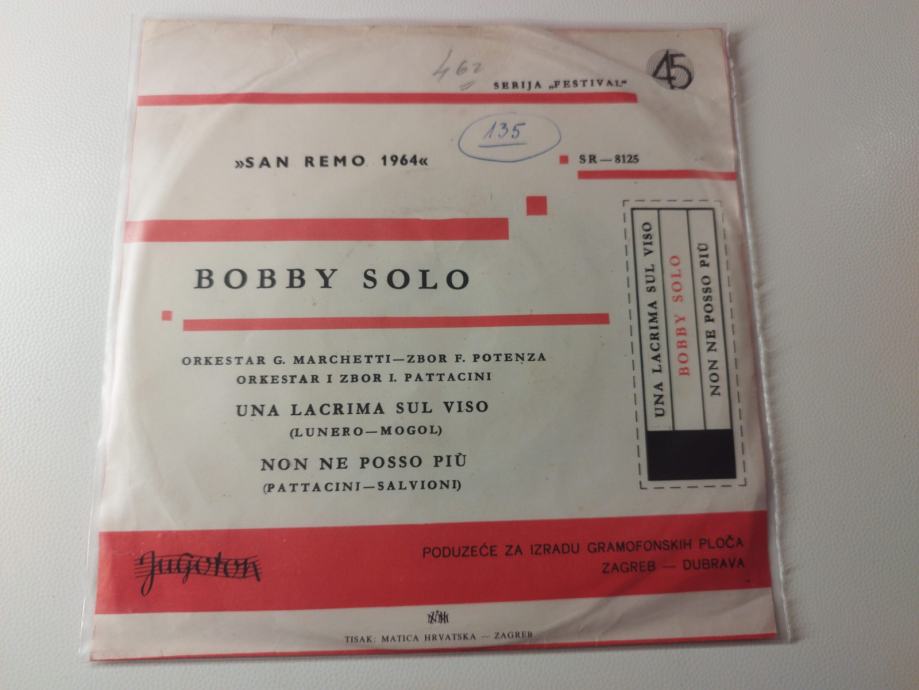 462
SERIJA „FESTIVAL“
45
135
»SAN REMO 1964«
SR — 8125
BOBBY SOLO
ORKESTAR G. MARCHETTI — ZBOR F. POTENZA
ORKESTAR I ZBOR I. PATTACINI
UNA LACRIMA SUL VISO
(LUNERO — MOGOL)
NON NE POSSO PIÙ
(PATTACINI — SALVIONI)
UNA LACRIMA SUL VISO
BOBBY SOLO
NON NE POSSO PIÙ
Jugoton
PODUZEĆE ZA IZRADU GRAMOFONSKIH PLOČA
ZAGREB — DUBRAVA
TISAK: MATICA HRVATSKA — ZAGREB